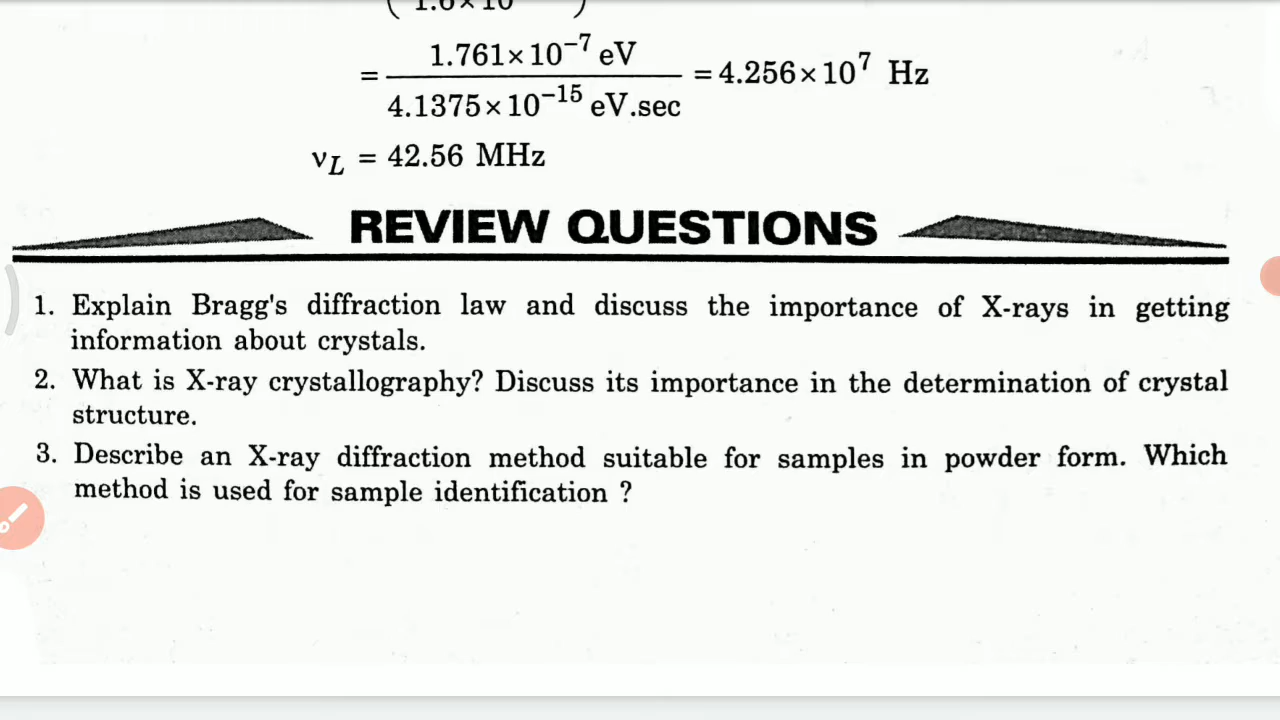 = 1.761×10⁻⁷ eV / 4.1375×10⁻¹⁵ eV.sec = 4.256×10⁷ Hz
νL = 42.56 MHz
REVIEW QUESTIONS
1. Explain Bragg's diffraction law and discuss the importance of X-rays in getting
information about crystals.
2. What is X-ray crystallography? Discuss its importance in the determination of crystal
structure.
3. Describe an X-ray diffraction method suitable for samples in powder form. Which
method is used for sample identification ?